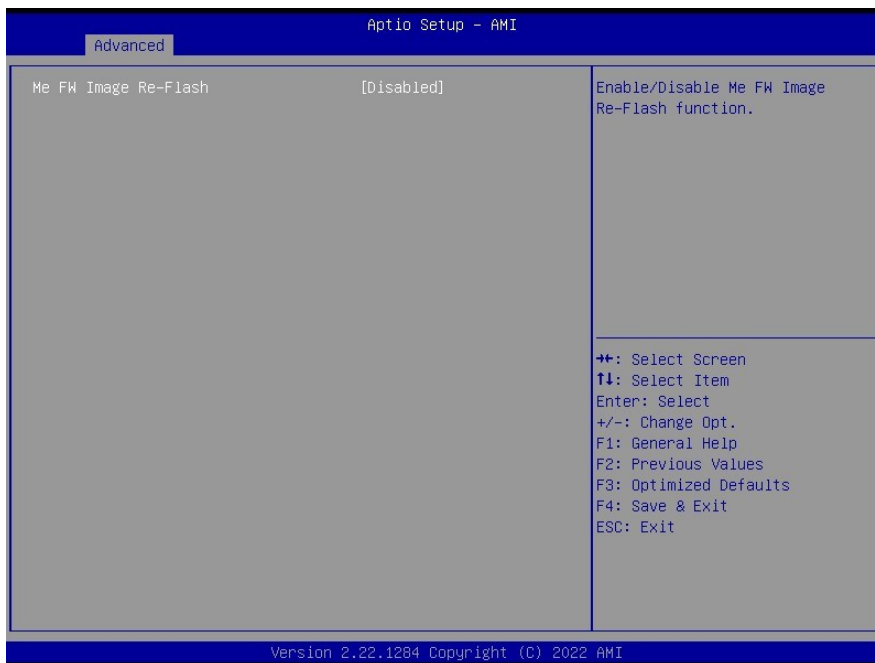 Aptio Setup - AMI
Advanced
Me FW Image Re-Flash [Disabled]
Enable/Disable Me FW Image
Re-Flash function.
→←: Select Screen
↑↓: Select Item
Enter: Select
+/-: Change Opt.
F1: General Help
F2: Previous Values
F3: Optimized Defaults
F4: Save & Exit
ESC: Exit
Version 2.22.1284 Copyright (C) 2022 AMI